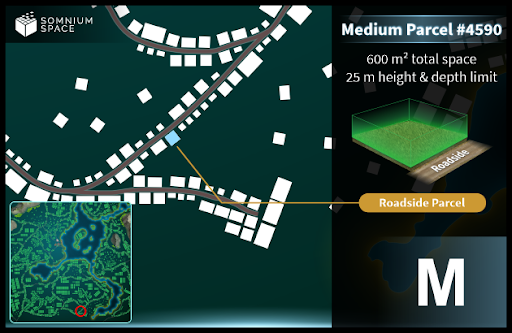 SOMNIUM
SPACE
Medium Parcel #4590
600 m² total space
25 m height & depth limit
Roadside
Roadside Parcel
M